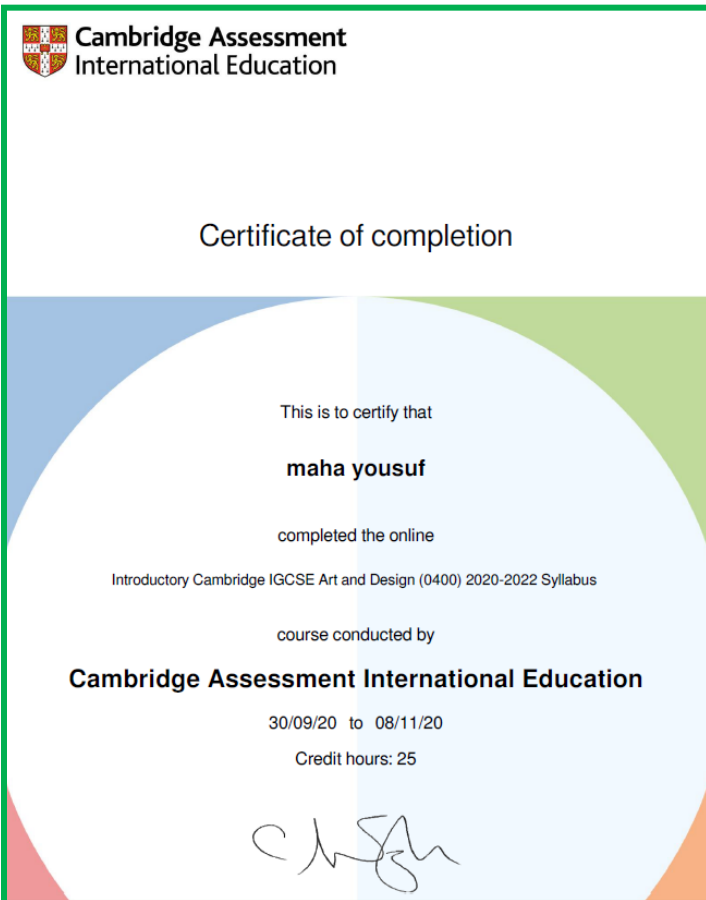 Cambridge Assessment
International Education
Certificate of completion
This is to certify that
maha yousuf
completed the online
Introductory Cambridge IGCSE Art and Design (0400) 2020-2022 Syllabus
course conducted by
Cambridge Assessment International Education
30/09/20 to 08/11/20
Credit hours: 25